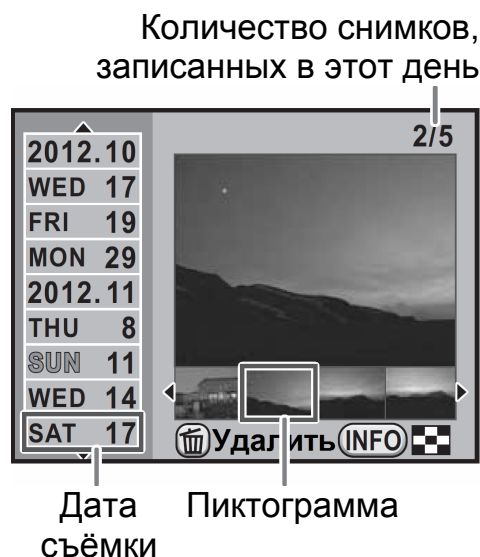 Количество снимков,
записанных в этот день
2/5
2012.10
WED 17
FRI 19
MON 29
2012.11
THU 8
SUN 11
WED 14
SAT 17
Удалить INFO
Дата
съёмки
Пиктограмма